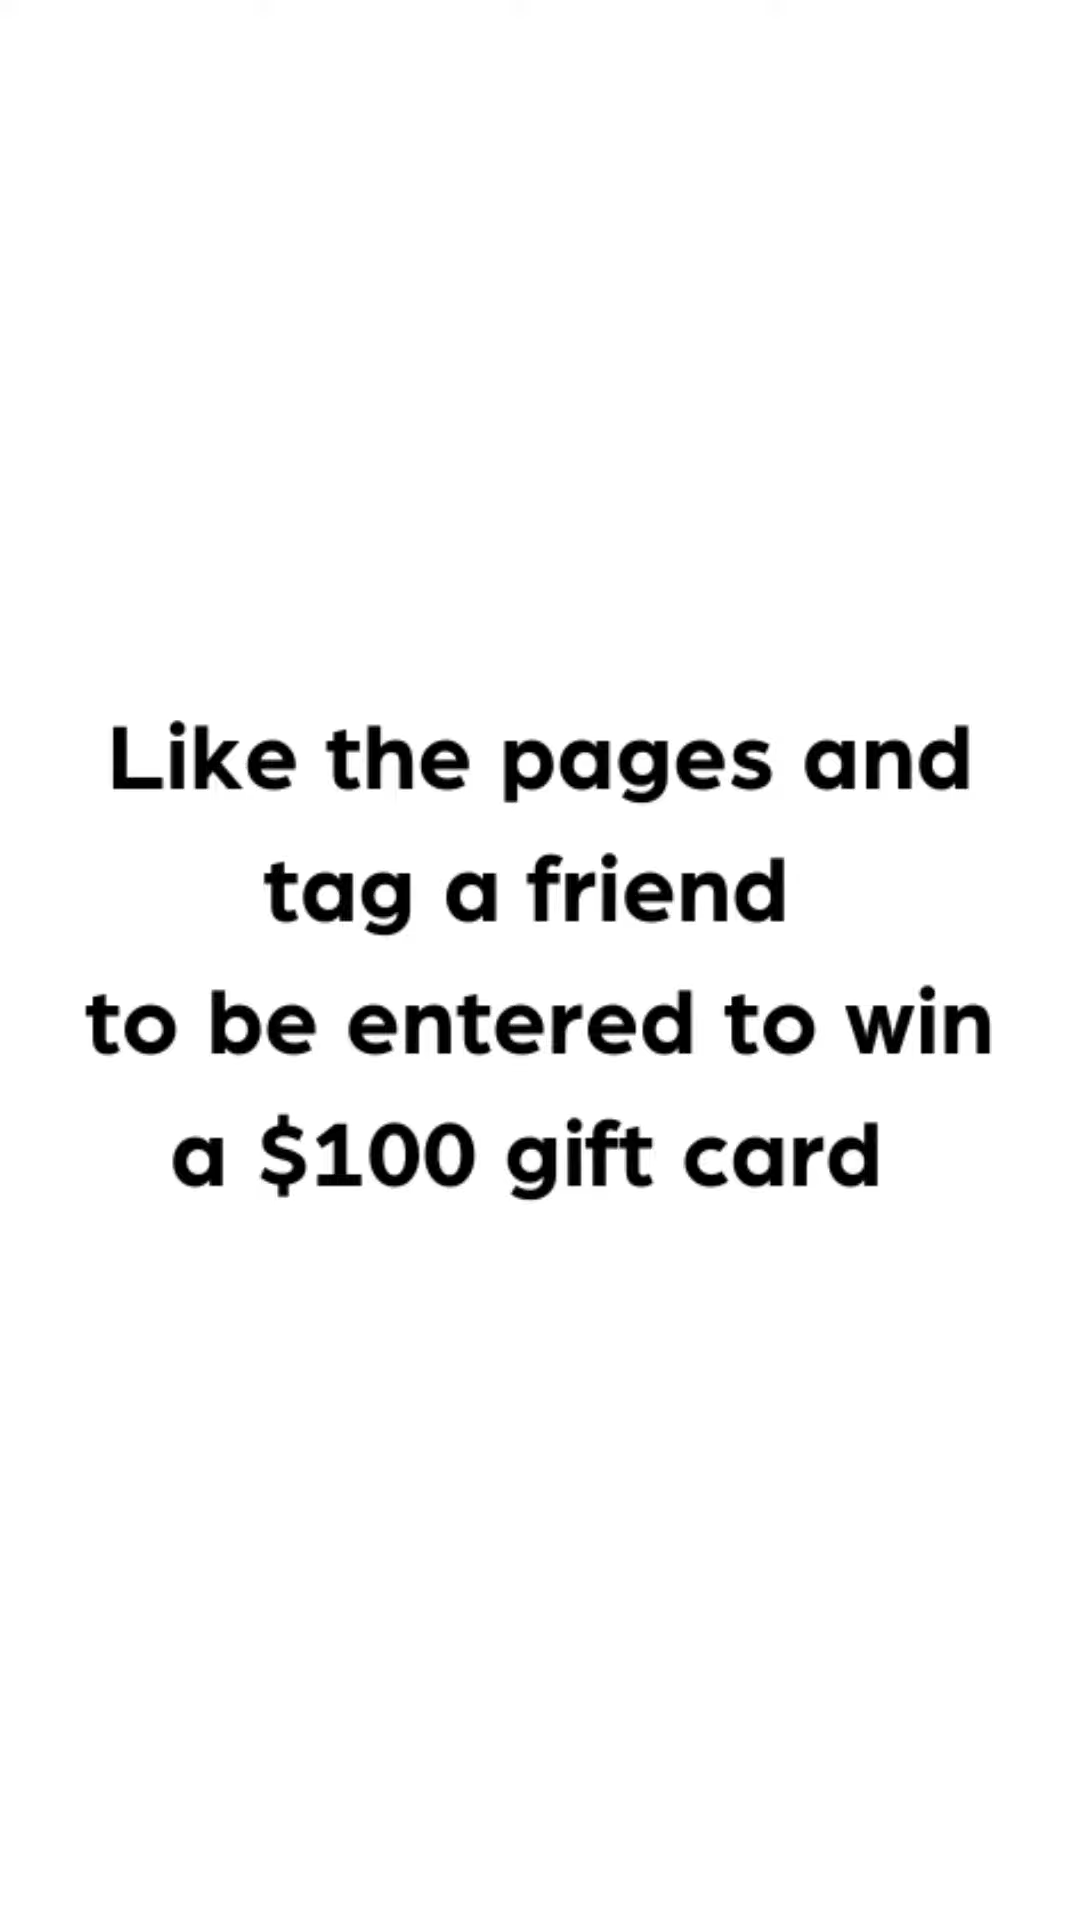 Like the pages and
tag a friend
to be entered to win
a $100 gift card